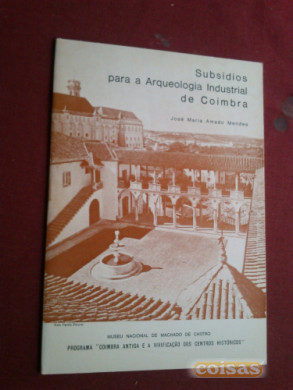 Subsídios
para a Arqueologia Industrial
de Coimbra
José Maria Amado Mendes
MUSEU NACIONAL DE MACHADO DE CASTRO
PROGRAMA "COIMBRA ANTIGA E A VIVIFICAÇÃO DOS CENTROS HISTÓRICOS"
coisas